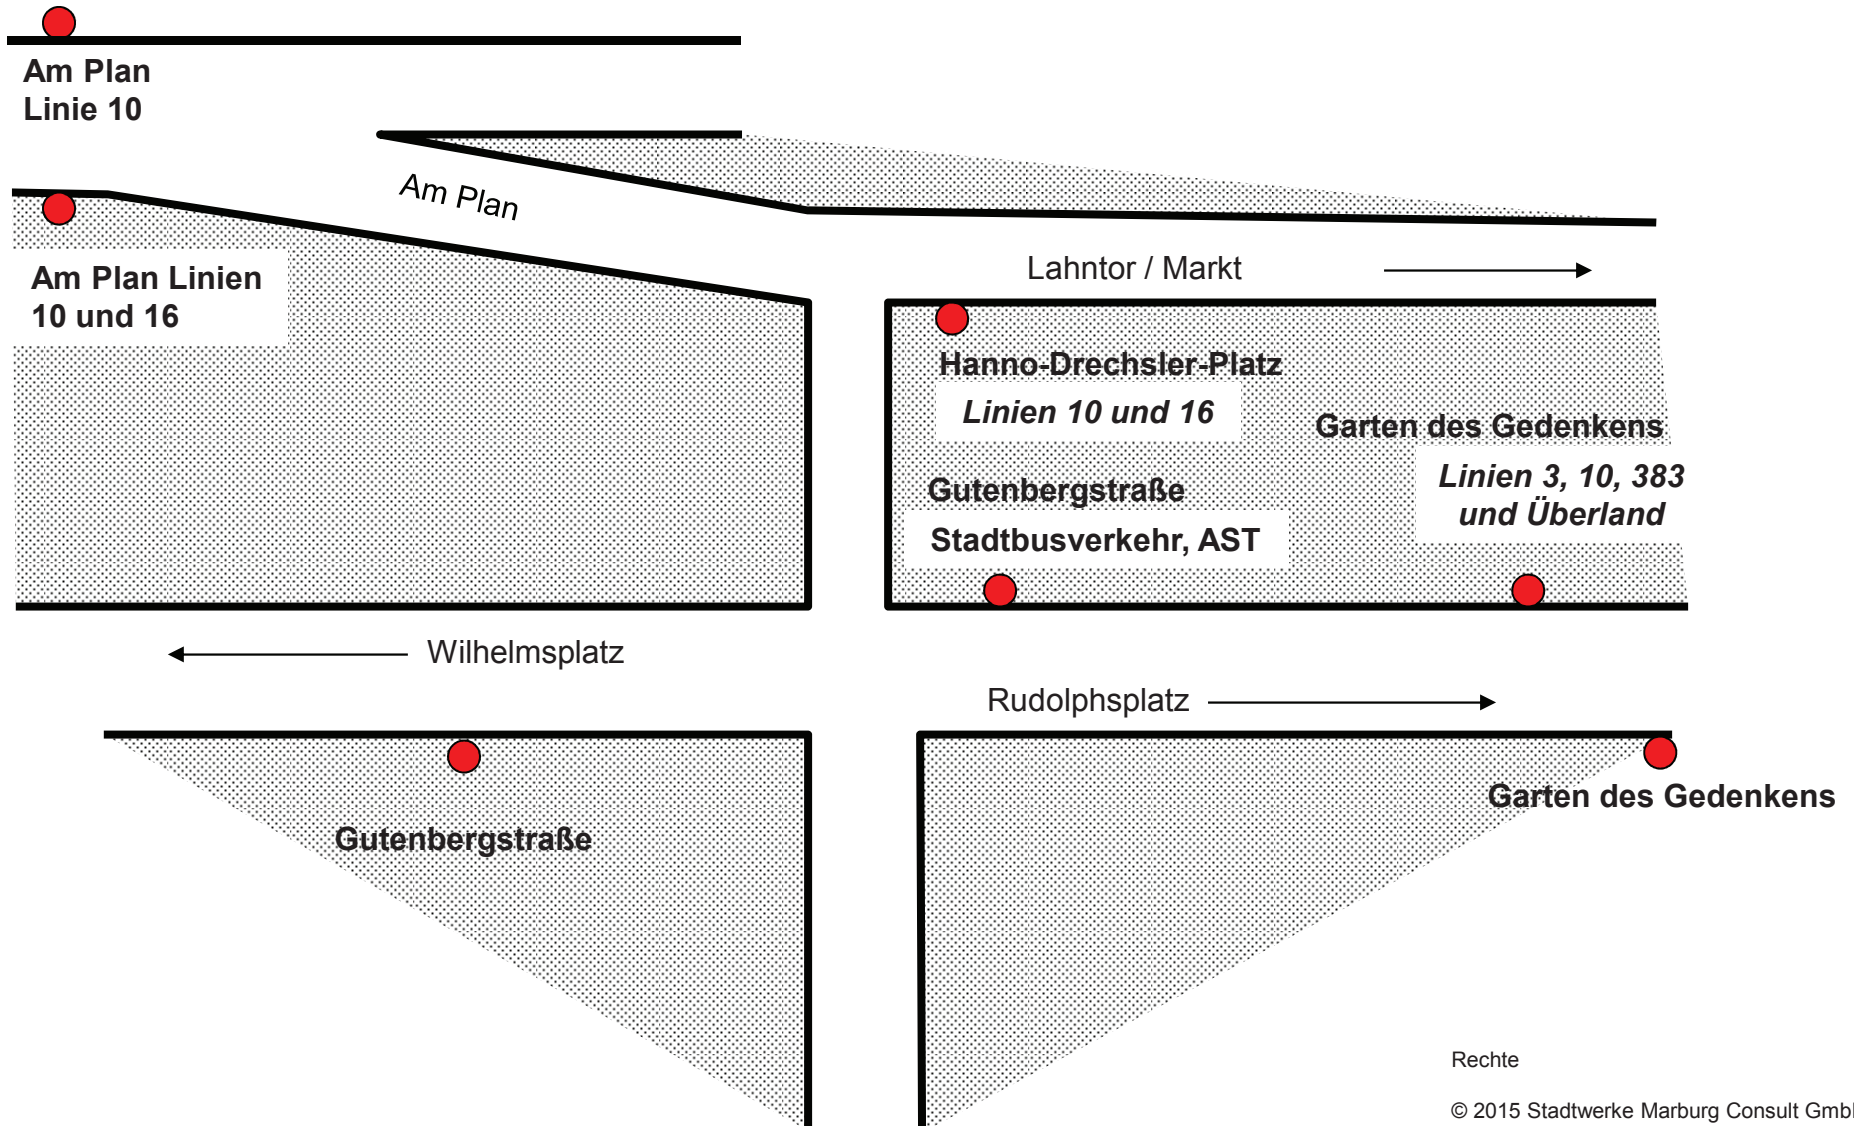 Am Plan
Linie 10
Am Plan
Am Plan Linien
10 und 16
Lahntor / Markt
Hanno-Drechsler-Platz
Linien 10 und 16
Garten des Gedenkens
Linien 3, 10, 383
und Überland
Gutenbergstraße
Stadtbusverkehr, AST
Wilhelmsplatz
Rudolphsplatz
Garten des Gedenkens
Gutenbergstraße
Rechte
© 2015 Stadtwerke Marburg Consult Gmb